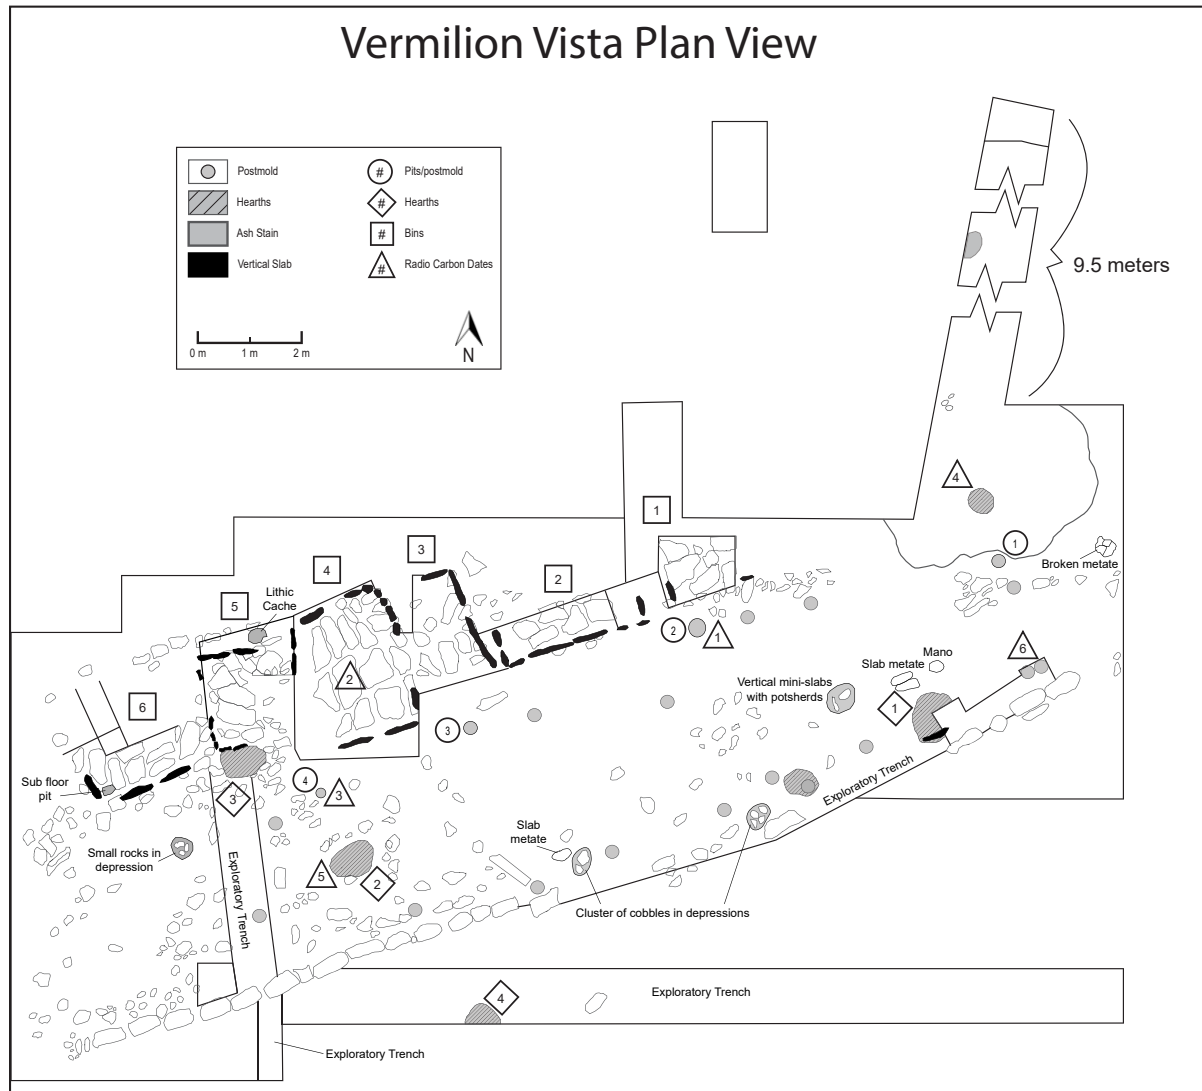 Vermilion Vista Plan View
Postmold
# Pits/postmold
Hearths
# Hearths
Ash Stain
# Bins
Vertical Slab
# Radio Carbon Dates
0 m 1 m 2 m
N
9.5 meters
4
1
1
Broken metate
3
4
2
5
Lithic
Cache
2
1
6
Mano
Slab metate
2
Vertical mini-slabs
with potsherds
1
6
3
Sub floor
pit
4
3
3
Exploratory Trench
Slab
metate
Small rocks in
depression
Exploratory Trench
5
2
Cluster of cobbles in depressions
4
Exploratory Trench
Exploratory Trench